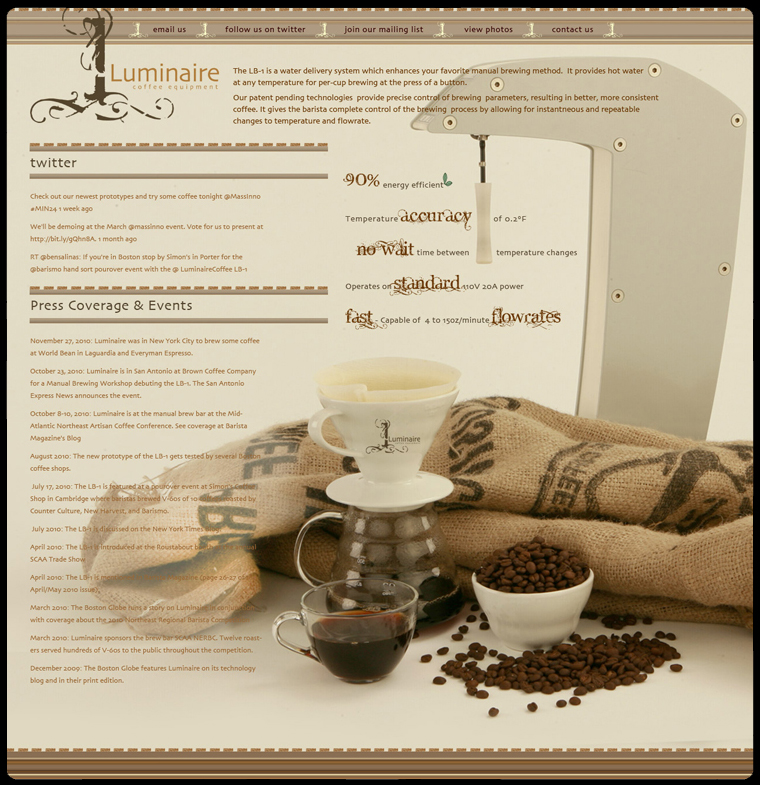 email us
follow us on twitter
join our mailing list
view photos
contact us
Luminaire
coffee equipment
The LB-1 is a water delivery system which enhances your favorite manual brewing method. It provides hot water
at any temperature for per-cup brewing at the press of a button.
Our patent pending technologies provide precise control of brewing parameters, resulting in better, more consistent
coffee. It gives the barista complete control of the brewing process by allowing for instantneous and repeatable
changes to temperature and flowrate.
twitter
Check out our newest prototypes and try some coffee tonight @MassInno
#MIN24 1 week ago
We'll be demoing at the March @massinno event. Vote for us to present at
http://bit.ly/gQhnBA. 1 month ago
RT @bensalinas: If you're in Boston stop by Simon's in Porter for the
@barismo hand sort pourover event with the @ LuminaireCoffee LB-1
90% energy efficient
Temperature accuracy of 0.2°F
no wait time between temperature changes
Operates on standard 110V 20A power
fast - Capable of 4 to 15oz/minute flowrates
Press Coverage & Events
November 27, 2010: Luminaire was in New York City to brew some coffee
at World Bean in Laguardia and Everyman Espresso.
October 23, 2010: Luminaire is in San Antonio at Brown Coffee Company
for a Manual Brewing Workshop debuting the LB-1. The San Antonio
Express News announces the event.
October 8-10, 2010: Luminaire is at the manual brew bar at the Mid-
Atlantic Northeast Artisan Coffee Conference. See coverage at Barista
Magazine's Blog
August 2010: The new prototype of the LB-1 gets tested by several Boston
coffee shops.
July 17, 2010: The LB-1 is featured at a pourover event at Simon's Coffee
Shop in Cambridge where baristas brewed V-60s of 10 coffees roasted by
Counter Culture, New Harvest, and Barismo.
July 2010: The LB-1 is discussed on the New York Times Blog.
April 2010: The LB-1 is introduced at the Roustabout
SCAA Trade Show
April 2010: The LB-1 is (page 26-27
April/May 2010 issue)
March 2010: The Boston Globe runs a story on Luminaire in
with coverage about the 2010 Northeast Regional Barista
March 2010: Luminaire sponsors the brew bar SCAA NERBC. Twelve roast-
ers served hundreds of V-60s to the public throughout the competition.
December 2009: The Boston Globe features Luminaire on its technology
blog and in their print edition.
Luminaire